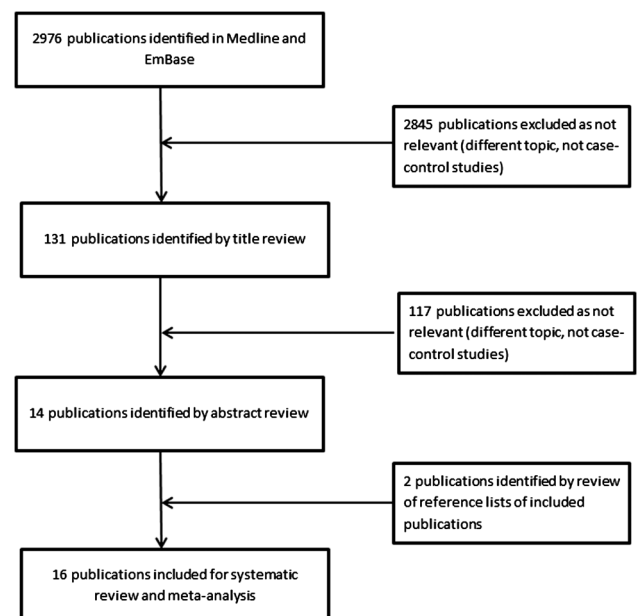 2976 publications identified in Medline and
EmBase
2845 publications excluded as not
relevant (different topic, not case-
control studies)
131 publications identified by title review
117 publications excluded as not
relevant (different topic, not case-
control studies)
14 publications identified by abstract review
2 publications identified by review
of reference lists of included
publications
16 publications included for systematic
review and meta-analysis